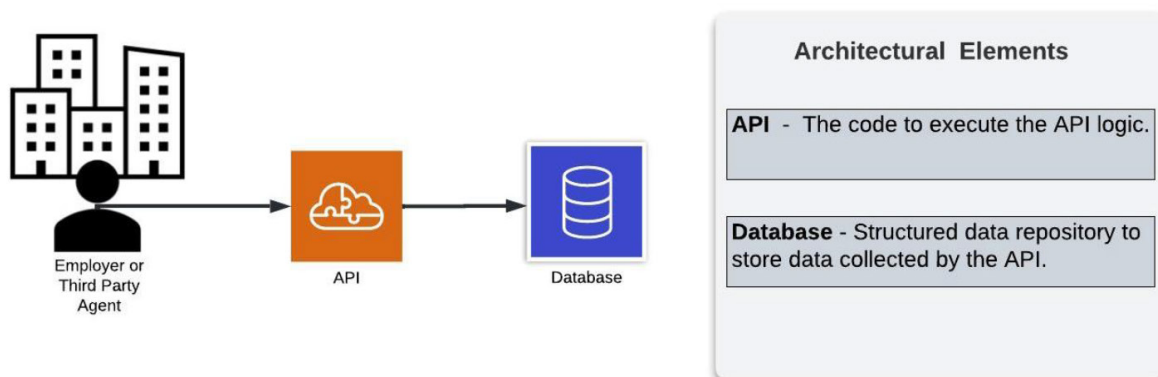 Employer or
Third Party
Agent
API
Database
Architectural Elements
API - The code to execute the API logic.
Database - Structured data repository to
store data collected by the API.